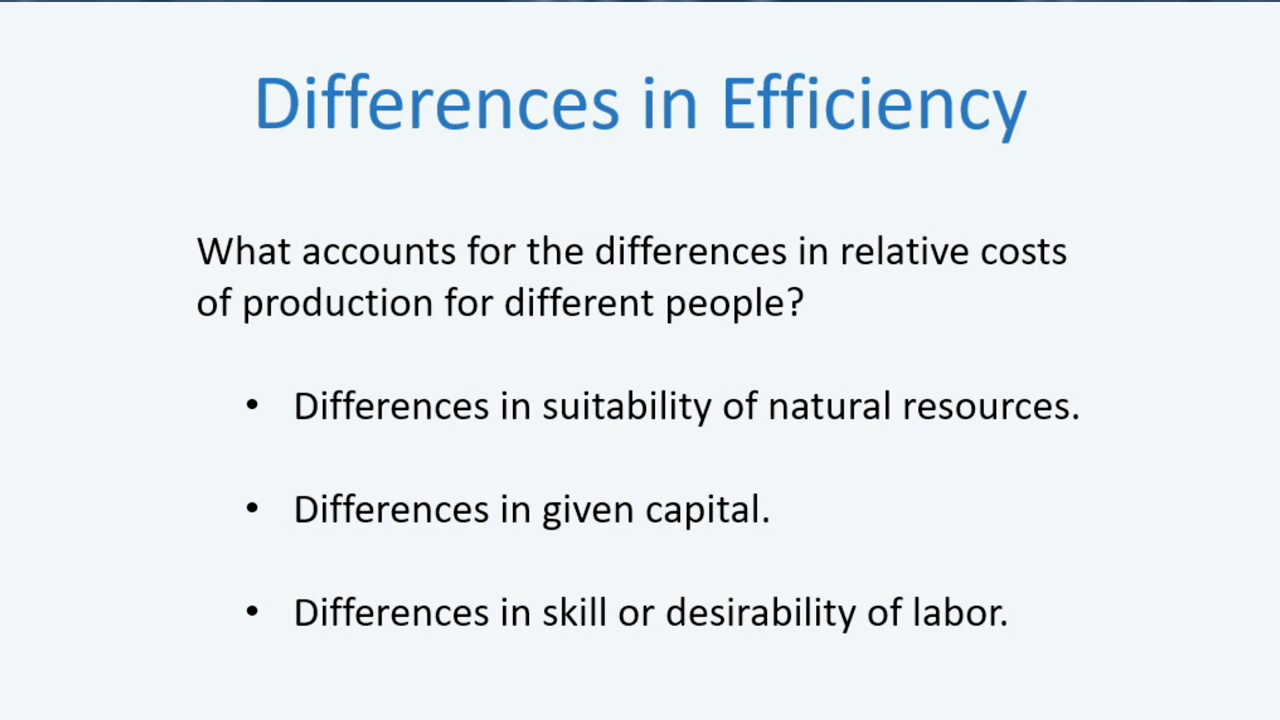 Differences in Efficiency
What accounts for the differences in relative costs
of production for different people?
• Differences in suitability of natural resources.
• Differences in given capital.
• Differences in skill or desirability of labor.